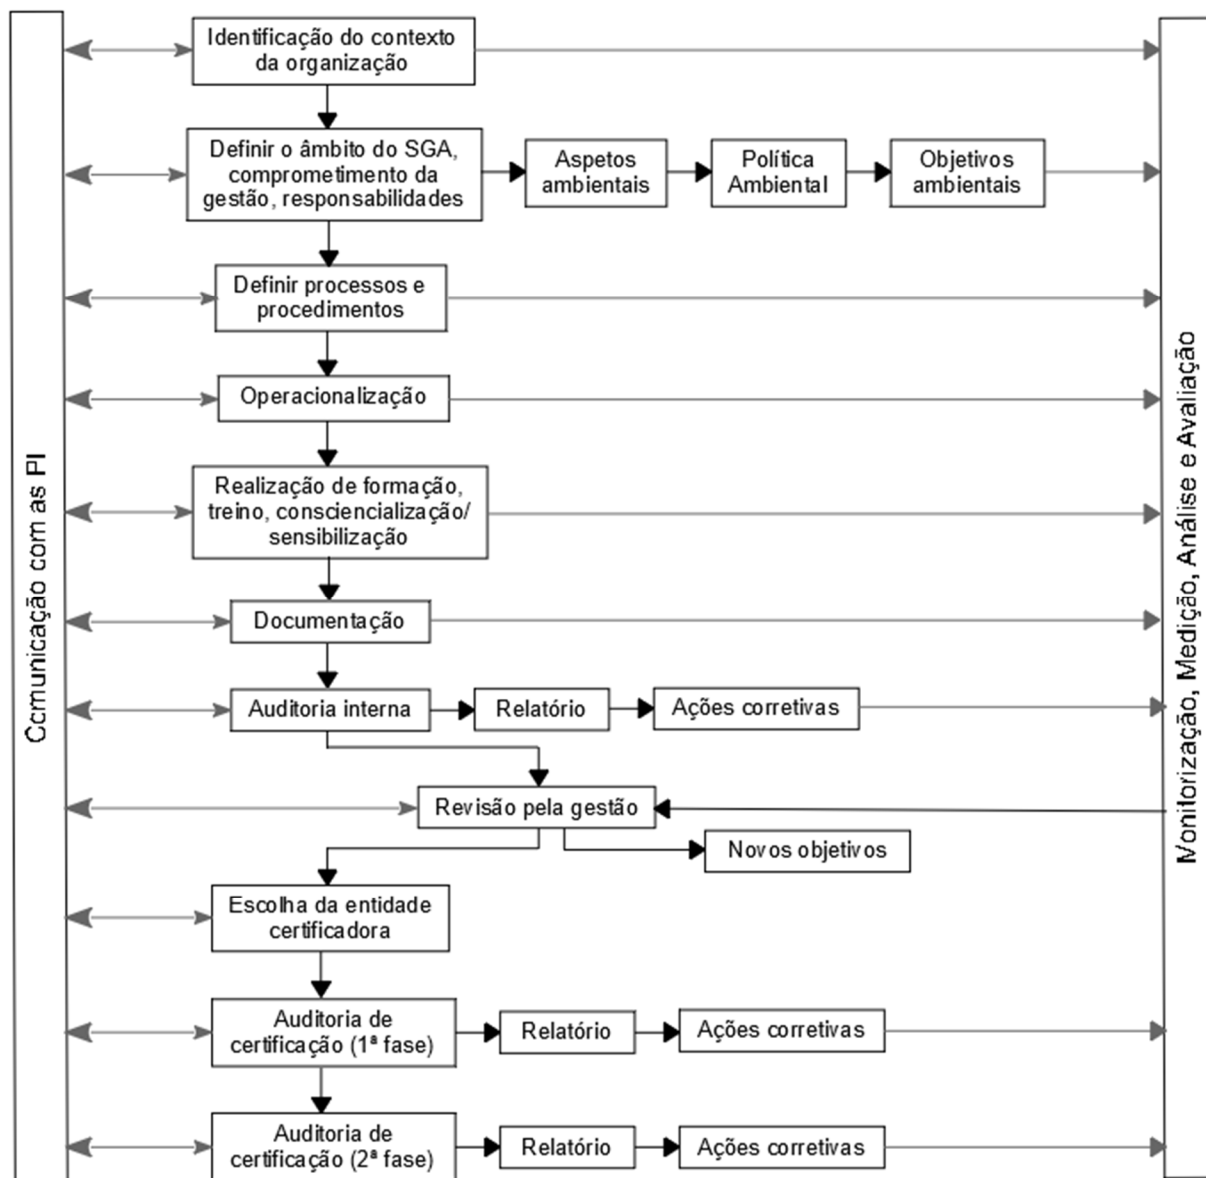 Identificação do contexto
da organização
Definir o âmbito do SGA,
comprometimento da
gestão, responsabilidades
Aspetos
ambientais
Política
Ambiental
Objetivos
ambientais
Definir processos e
procedimentos
Operacionalização
Realização de formação,
treino, consciencialização/
sensibilização
Documentação
Auditoria interna
Relatório
Ações corretivas
Revisão pela gestão
Novos objetivos
Escolha da entidade
certificadora
Auditoria de
certificação (1ª fase)
Relatório
Ações corretivas
Auditoria de
certificação (2ª fase)
Relatório
Ações corretivas
Comunicação com as PI
Monitorização, Medição, Análise e Avaliação